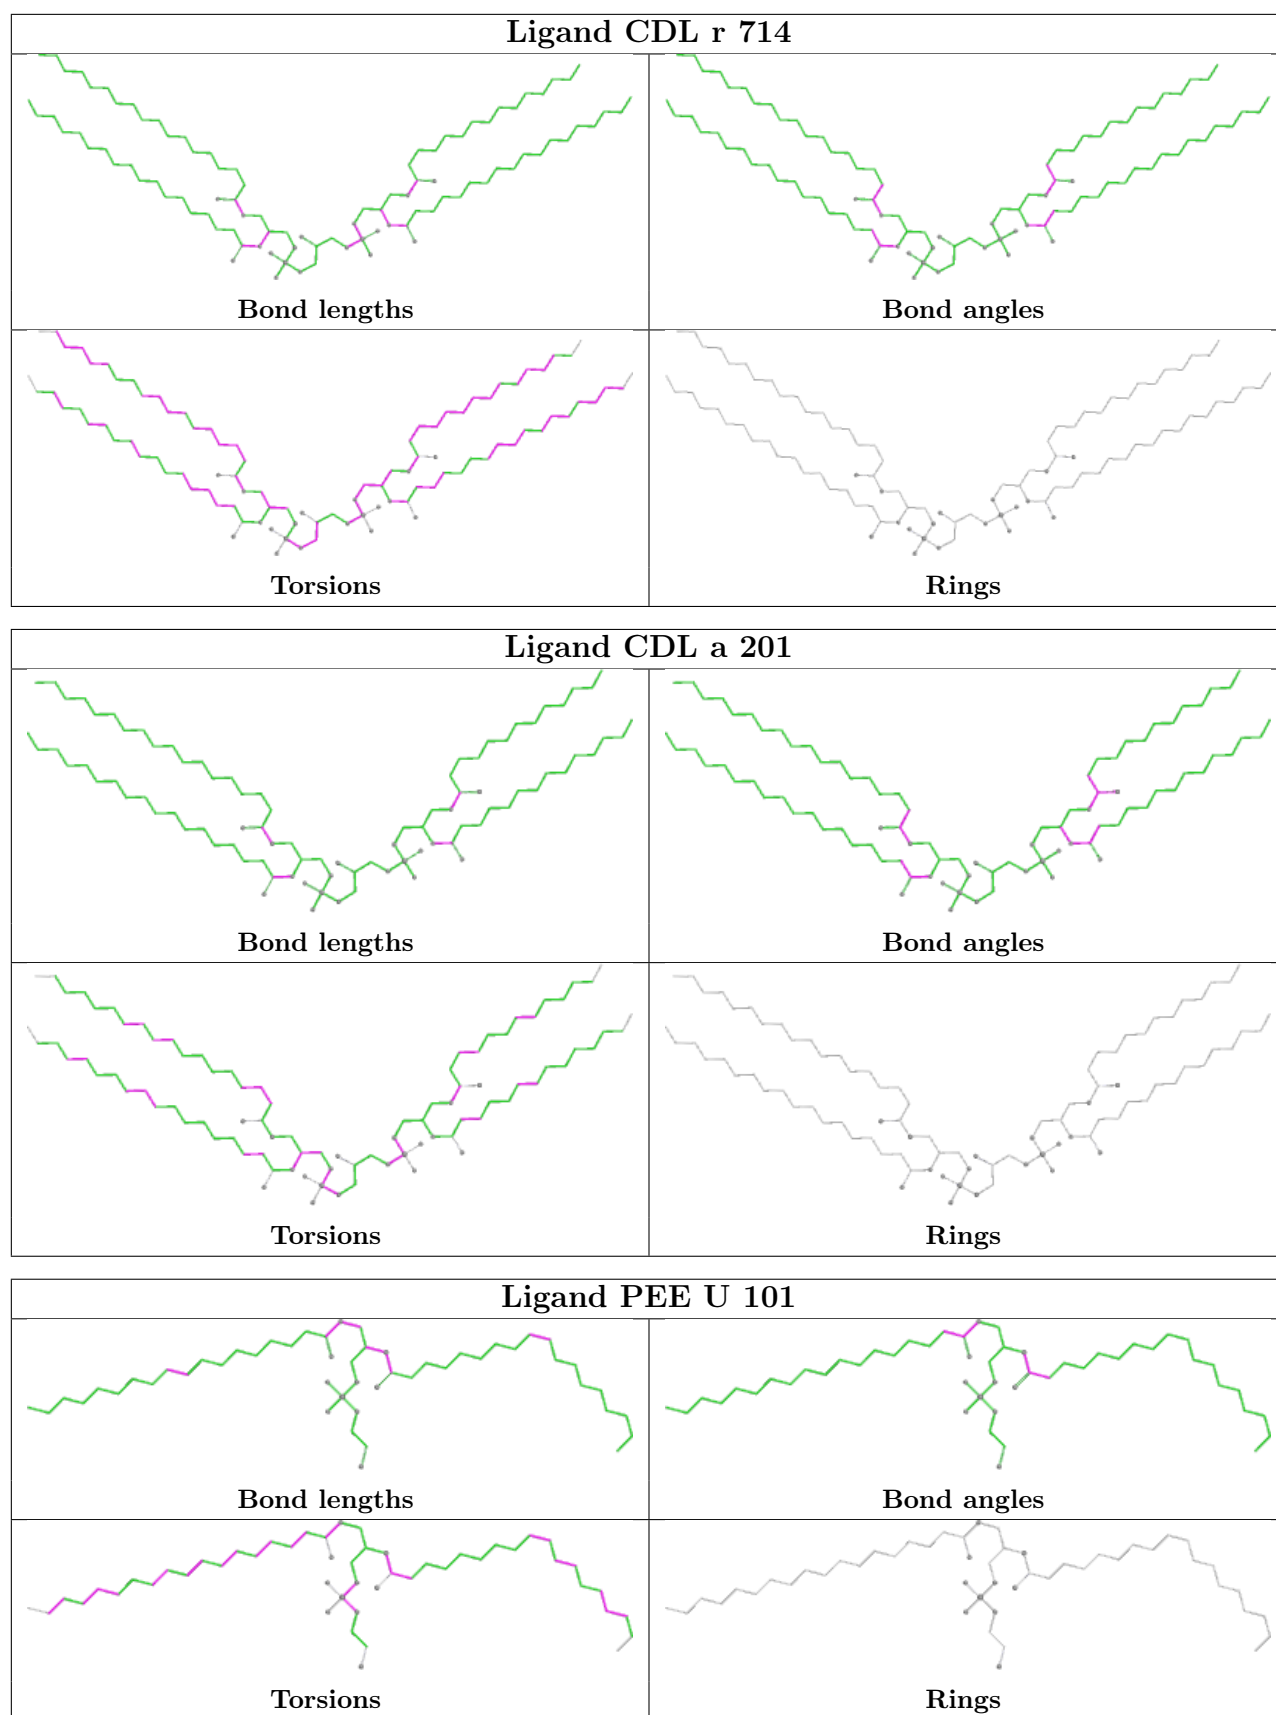 Ligand CDL r 714
Bond lengths
Bond angles
Torsions
Rings
Ligand CDL a 201
Bond lengths
Bond angles
Torsions
Rings
Ligand PEE U 101
Bond lengths
Bond angles
Torsions
Rings